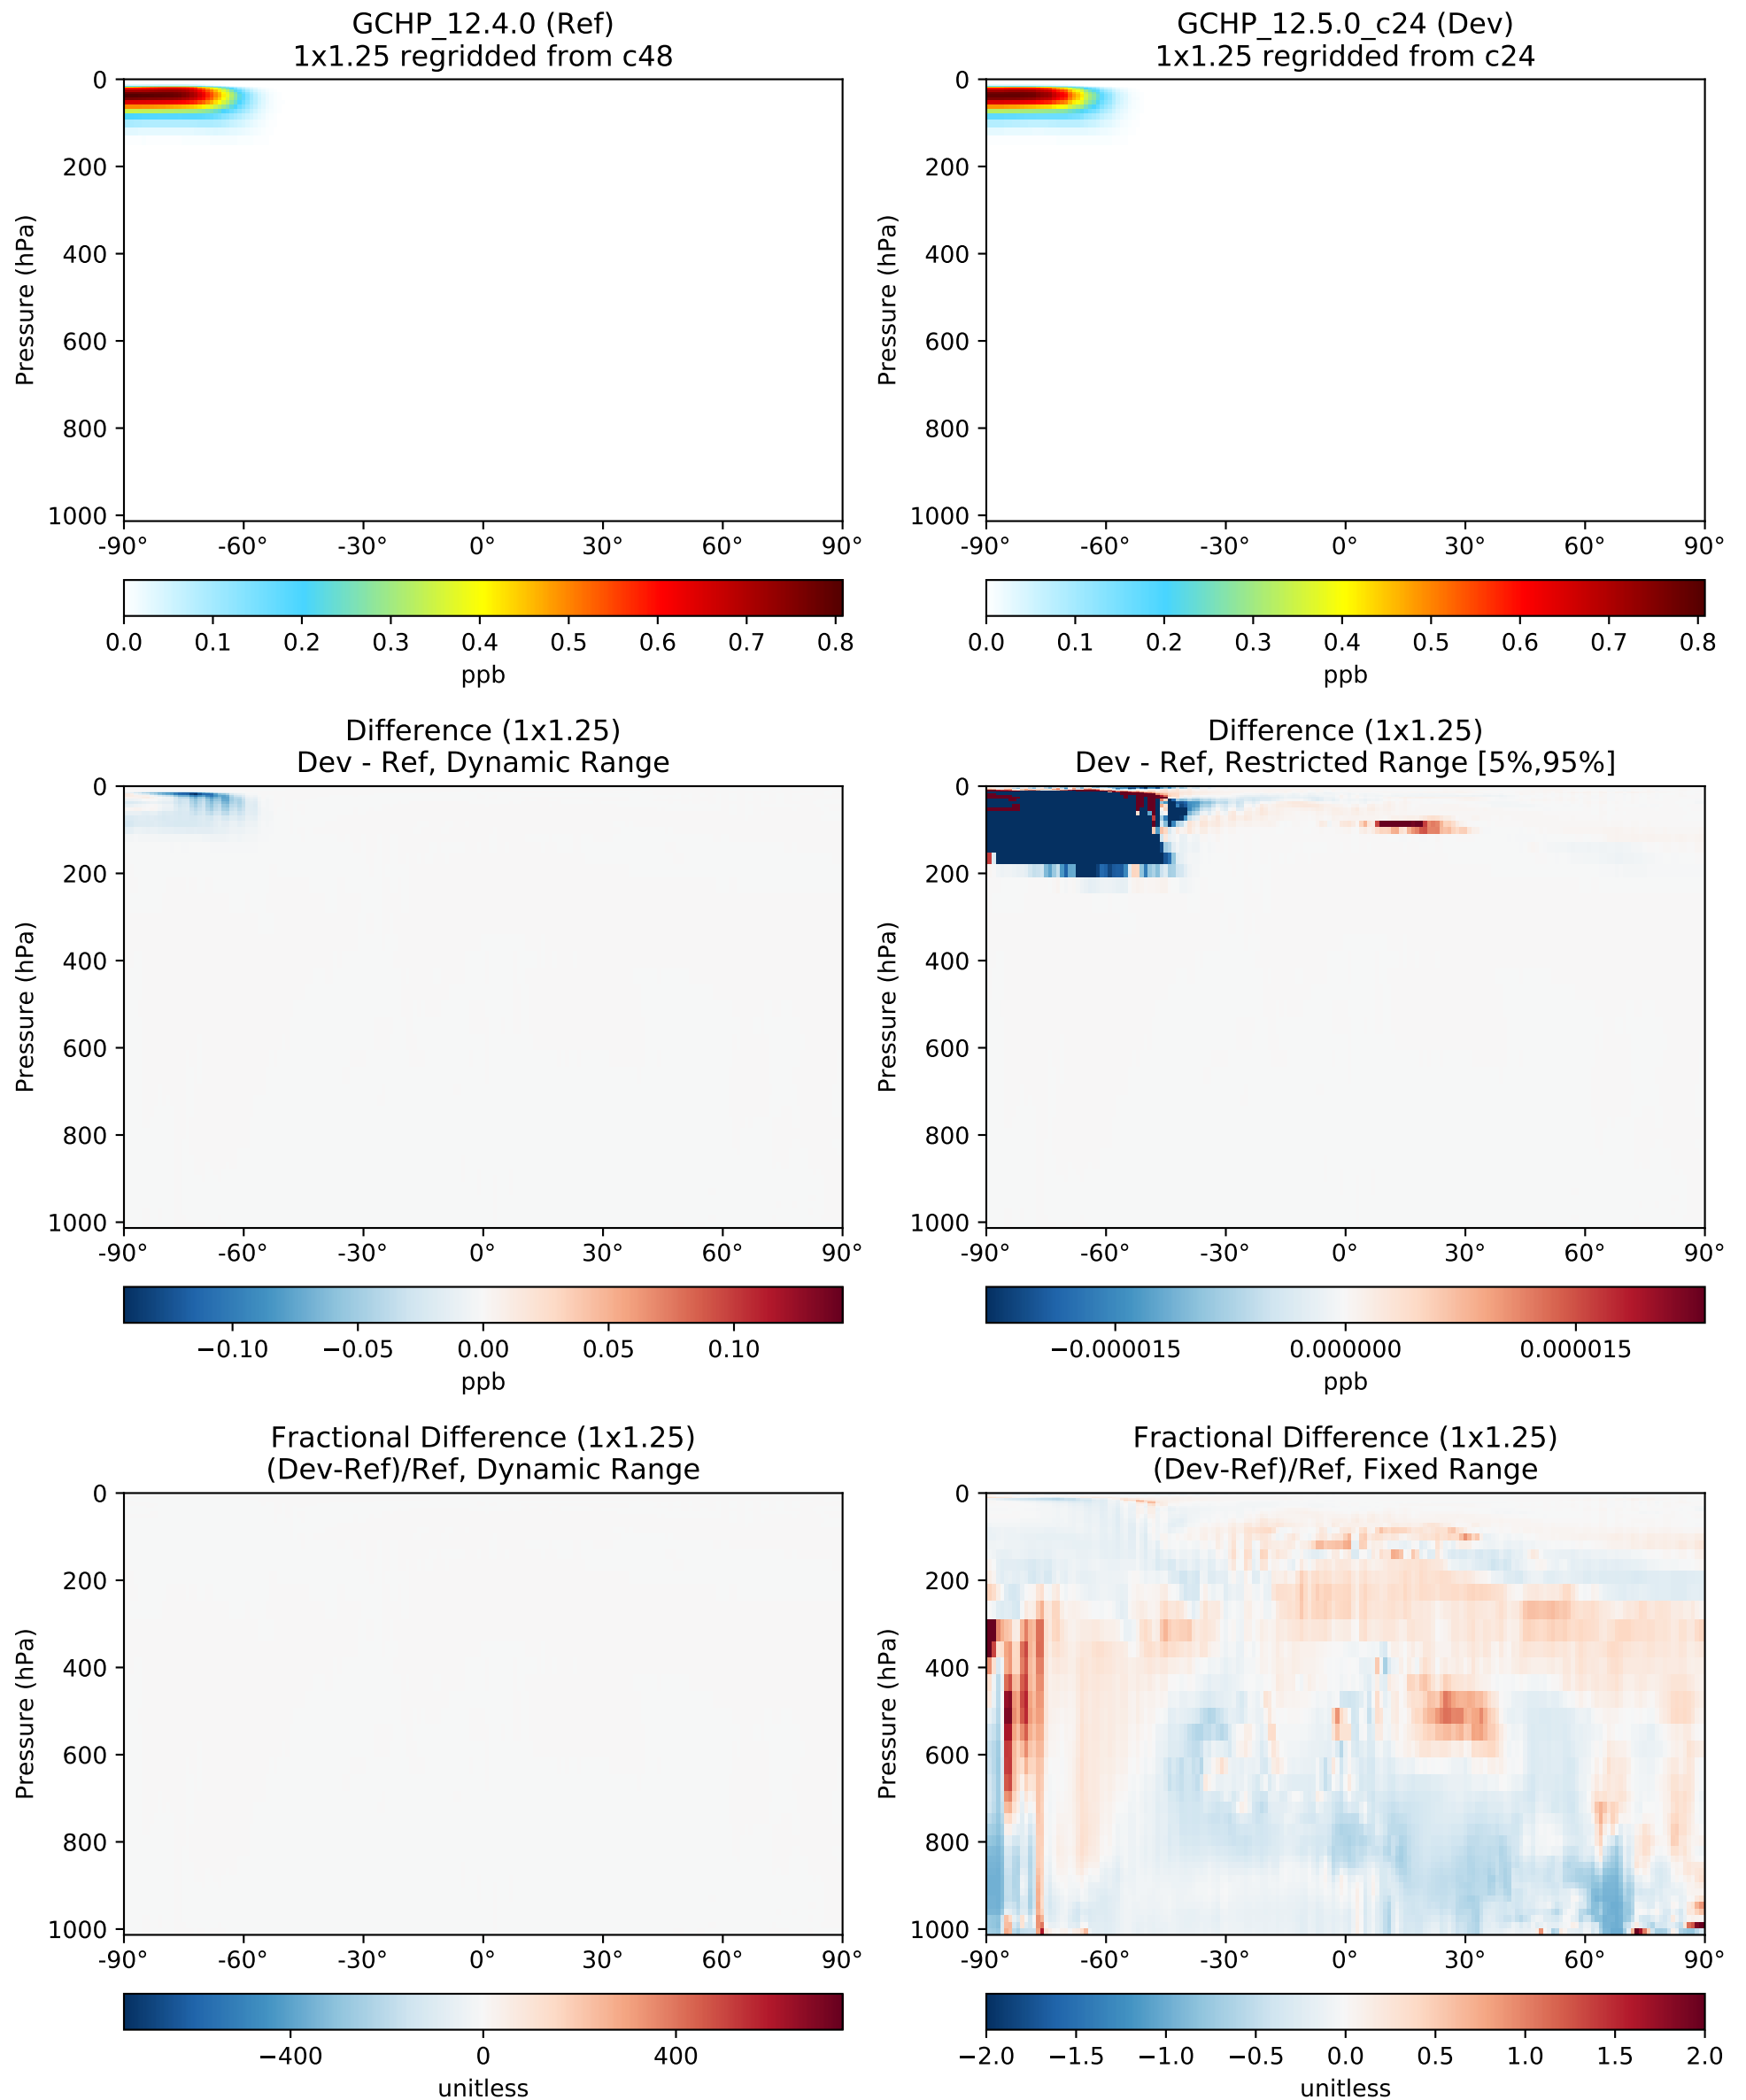 GCHP_12.4.0 (Ref)
1x1.25 regridded from c48
GCHP_12.5.0_c24 (Dev)
1x1.25 regridded from c24
Pressure (hPa)
0
200
400
600
800
1000
-90° -60° -30° 0° 30° 60° 90°
0.0 0.1 0.2 0.3 0.4 0.5 0.6 0.7 0.8
ppb
Pressure (hPa)
0
200
400
600
800
1000
-90° -60° -30° 0° 30° 60° 90°
0.0 0.1 0.2 0.3 0.4 0.5 0.6 0.7 0.8
ppb
Difference (1x1.25)
Dev - Ref, Dynamic Range
Pressure (hPa)
0
200
400
600
800
1000
-90° -60° -30° 0° 30° 60° 90°
−0.10 −0.05 0.00 0.05 0.10
ppb
Difference (1x1.25)
Dev - Ref, Restricted Range [5%,95%]
Pressure (hPa)
0
200
400
600
800
1000
-90° -60° -30° 0° 30° 60° 90°
−0.000015 0.000000 0.000015
ppb
Fractional Difference (1x1.25)
(Dev-Ref)/Ref, Dynamic Range
Pressure (hPa)
0
200
400
600
800
1000
-90° -60° -30° 0° 30° 60° 90°
−400 0 400
unitless
Fractional Difference (1x1.25)
(Dev-Ref)/Ref, Fixed Range
Pressure (hPa)
0
200
400
600
800
1000
-90° -60° -30° 0° 30° 60° 90°
−2.0 −1.5 −1.0 −0.5 0.0 0.5 1.0 1.5 2.0
unitless